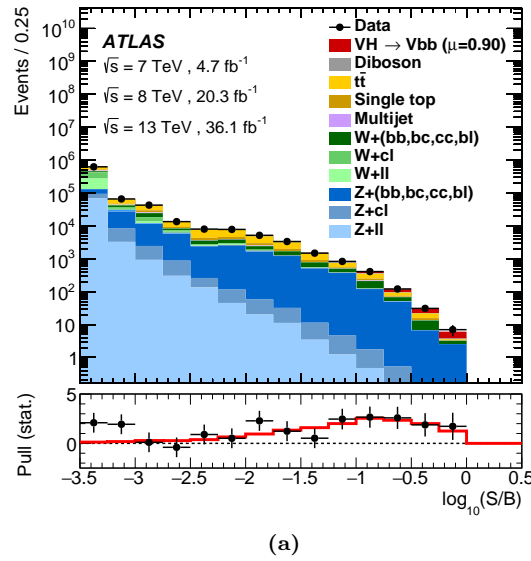 Events / 0.25
10^10
10^9
10^8
10^7
10^6
10^5
10^4
10^3
10^2
10
1
ATLAS
√s = 7 TeV , 4.7 fb⁻¹
√s = 8 TeV , 20.3 fb⁻¹
√s = 13 TeV , 36.1 fb⁻¹
Data
VH → Vbb (μ=0.90)
Diboson
tt̄
Single top
Multijet
W+(bb,bc,cc,bl)
W+cl
W+ll
Z+(bb,bc,cc,bl)
Z+cl
Z+ll
Pull (stat.)
5
0
−3.5 −3 −2.5 −2 −1.5 −1 −0.5 0 0.5
log₁₀(S/B)
(a)